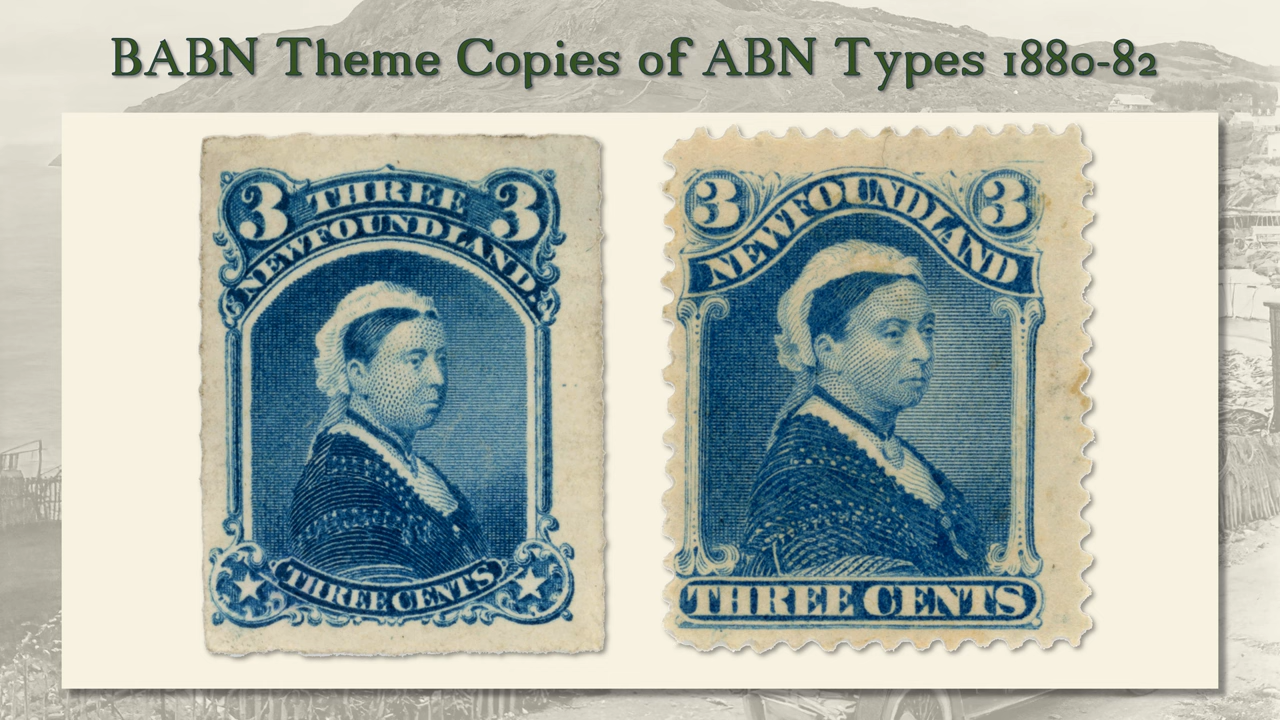 BABN Theme Copies of ABN Types 1880-82
3 THREE 3
NEWFOUNDLAND.
THREE CENTS
3 3
NEWFOUNDLAND
THREE CENTS